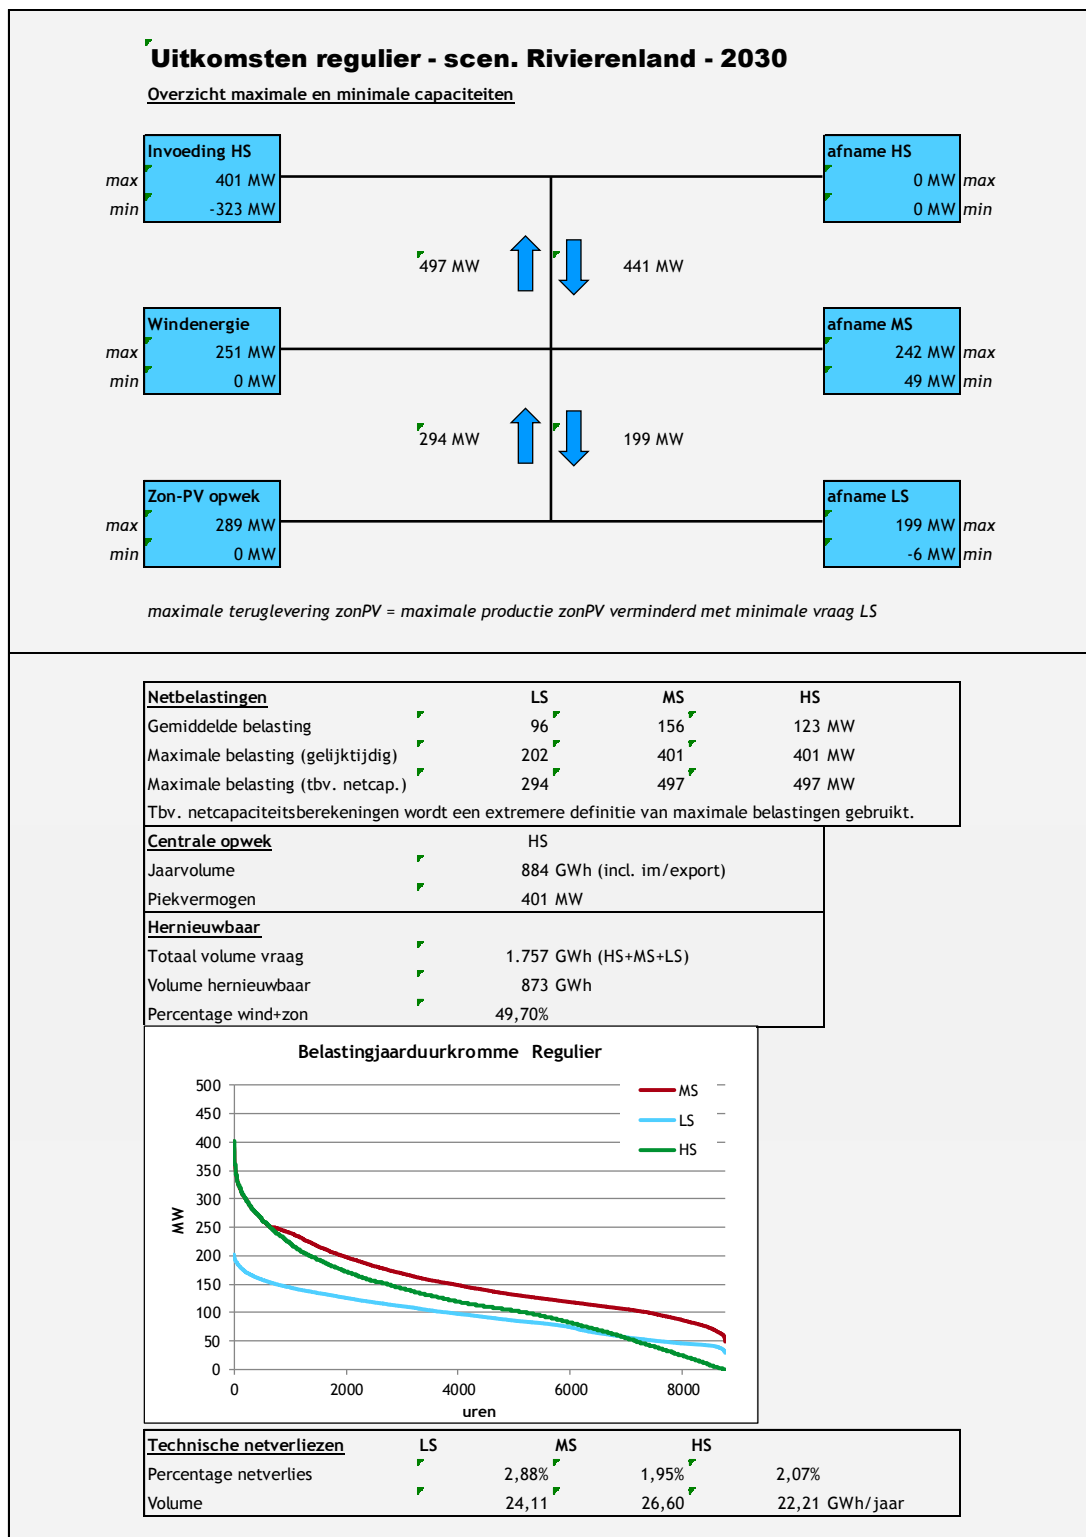 Uitkomsten regulier - scen. Rivierenland - 2030
Overzicht maximale en minimale capaciteiten
Invoeding HS afname HS
max 401 MW 0 MW max
min -323 MW 0 MW min
497 MW 441 MW
Windenergie afname MS
max 251 MW 242 MW max
min 0 MW 49 MW min
294 MW 199 MW
Zon-PV opwek afname LS
max 289 MW 199 MW max
min 0 MW -6 MW min
maximale teruglevering zonPV = maximale productie zonPV verminderd met minimale vraag LS
Netbelastingen LS MS HS
Gemiddelde belasting 96 156 123 MW
Maximale belasting (gelijktijdig) 202 401 401 MW
Maximale belasting (tbv. netcap.) 294 497 497 MW
Tbv. netcapaciteitsberekeningen wordt een extremere definitie van maximale belastingen gebruikt.
Centrale opwek HS
Jaarvolume 884 GWh (incl. im/export)
Piekvermogen 401 MW
Hernieuwbaar
Totaal volume vraag 1.757 GWh (HS+MS+LS)
Volume hernieuwbaar 873 GWh
Percentage wind+zon 49,70%
Belastingjaarduurkromme Regulier
500
450
400
350
300
250
200
150
100
50
0
MW
MS
LS
HS
0 2000 4000 6000 8000
uren
Technische netverliezen LS MS HS
Percentage netverlies 2,88% 1,95% 2,07%
Volume 24,11 26,60 22,21 GWh/jaar